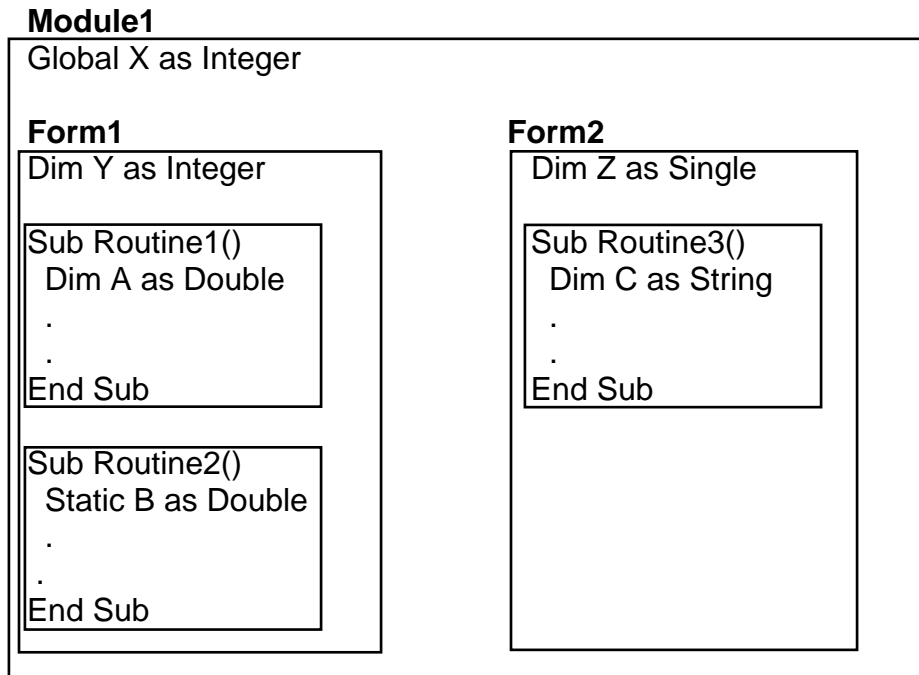 Module1
Global X as Integer
Form1
Dim Y as Integer
Sub Routine1()
Dim A as Double
.
.
End Sub
Sub Routine2()
Static B as Double
.
.
End Sub
Form2
Dim Z as Single
Sub Routine3()
Dim C as String
.
.
End Sub